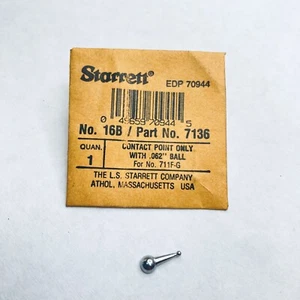 Starrett®
EDP 70944
0 49659 70944 5
No. 16B / Part No. 7136
QUAN.
1
CONTACT POINT ONLY
WITH .062" BALL
For No. 711F-G
THE L.S. STARRETT COMPANY
ATHOL, MASSACHUSETTS USA